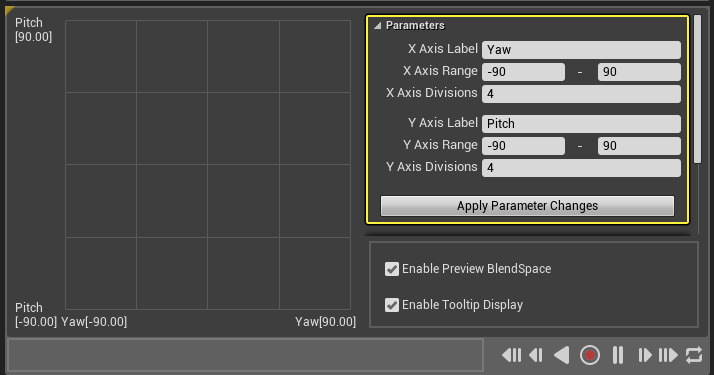 Pitch
[90.00]
Pitch
[-90.00] Yaw[-90.00] Yaw[90.00]
Parameters
X Axis Label Yaw
X Axis Range -90 - 90
X Axis Divisions 4
Y Axis Label Pitch
Y Axis Range -90 - 90
Y Axis Divisions 4
Apply Parameter Changes
Enable Preview BlendSpace
Enable Tooltip Display